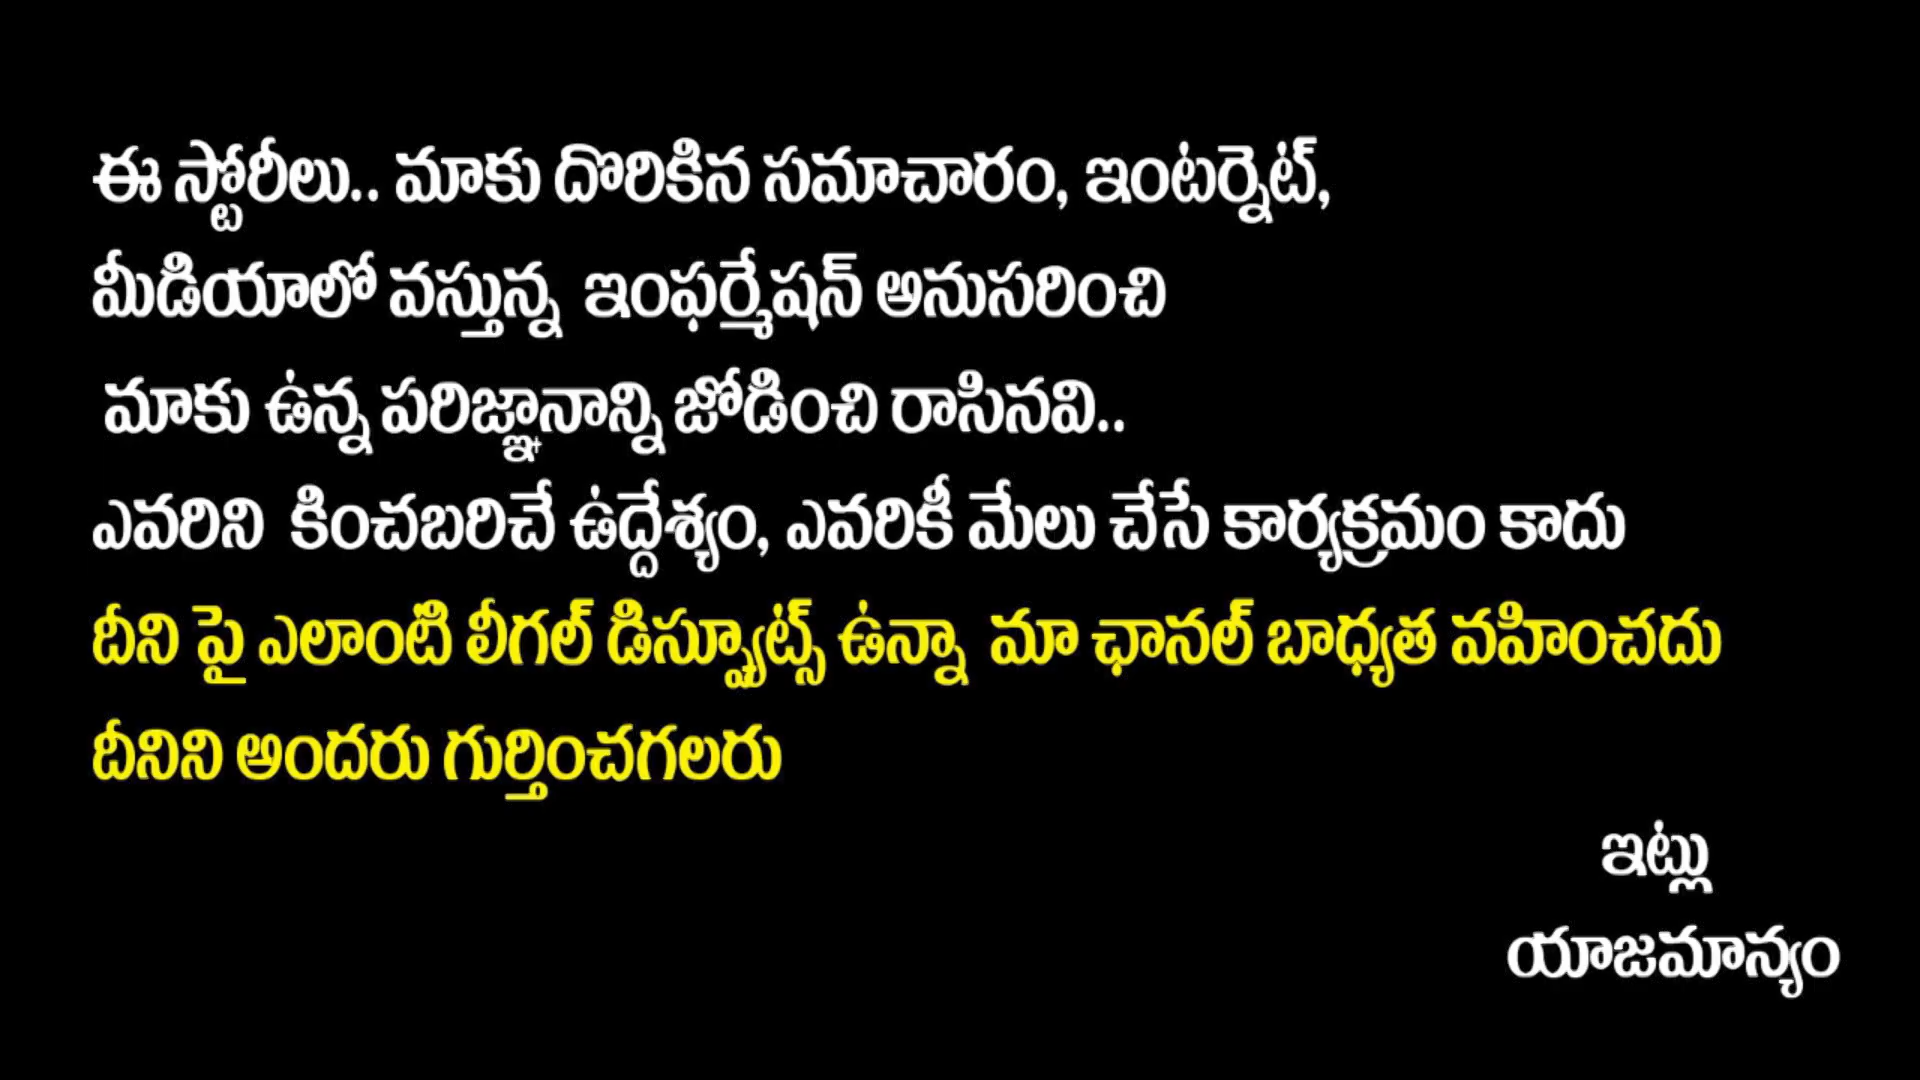 ఈ స్టోరీలు.. మాకు దొరికిన సమాచారం, ఇంటర్నెట్,
మీడియాలో వస్తున్న ఇంఫర్మేషన్ అనుసరించి
మాకు ఉన్న పరిజ్ఞానాన్ని జోడించి రాసినవి..
ఎవరిని కించబరిచే ఉద్దేశ్యం, ఎవరికీ మేలు చేసే కార్యక్రమం కాదు
దీని పై ఎలాంటి లీగల్ డిస్ప్యూట్స్ ఉన్నా మా ఛానల్ బాధ్యత వహించదు
దీనిని అందరు గుర్తించగలరు
ఇట్లు
యాజమాన్యం